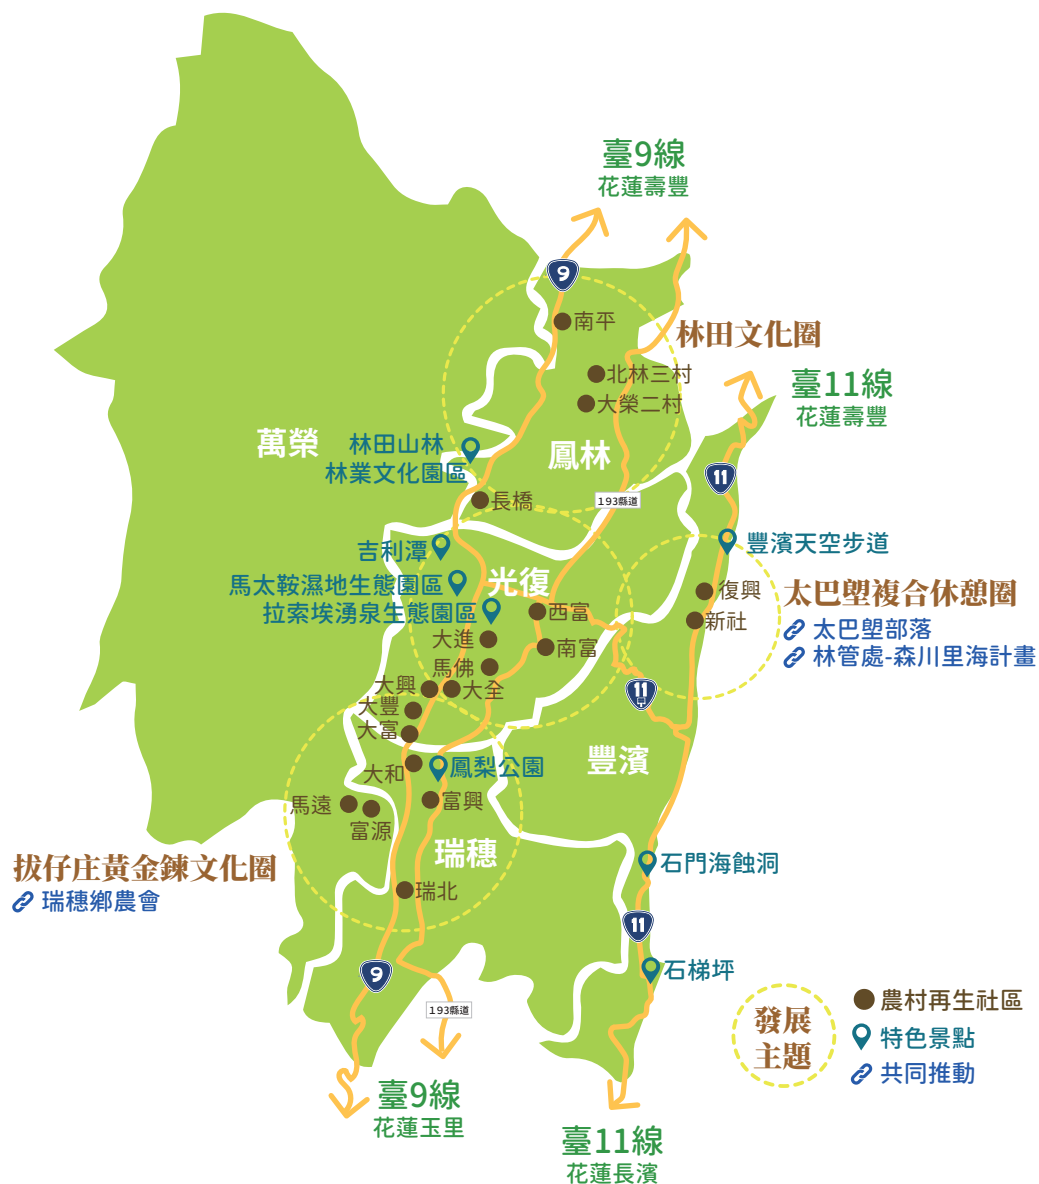 臺9線
花蓮壽豐
9
南平
林田文化圈
北林三村
臺11線
花蓮壽豐
大榮二村
萬榮
林田山林
林業文化園區
鳳林
11
長橋
193縣道
吉利潭
豐濱天空步道
馬太鞍濕地生態園區
光復
復興
太巴塱複合休憩圈
拉索埃湧泉生態園區
西富
新社
太巴塱部落
大進
南富
林管處-森川里海計畫
馬佛
大興
大全
11甲
大豐
大富
豐濱
大和
鳳梨公園
馬遠
富興
富源
瑞穗
石門海蝕洞
拔仔庄黃金鍊文化圈
瑞穗鄉農會
瑞北
11
9
石梯坪
193縣道
發展
主題
農村再生社區
特色景點
共同推動
臺9線
花蓮玉里
臺11線
花蓮長濱